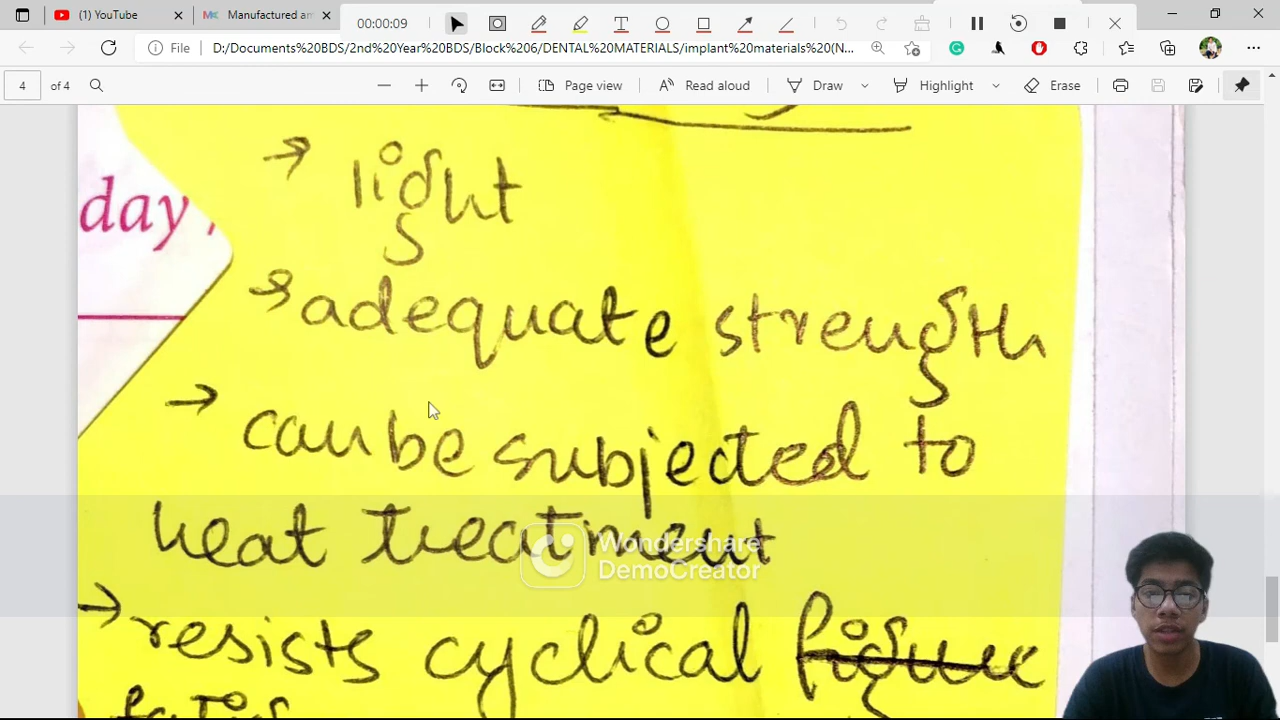 (1) YouTube
Manufactured an
00:00:09
File
D:/Documents%20BDS/2nd%20Year%20BDS/Block%206/DENTAL%20MATERIALS/implant%20materials%20(N...
4 of 4
Page view
Read aloud
Draw
Highlight
Erase
day
→ light
→ adequate strength
→ can be subjected to
heat treatment
Wondershare
DemoCreator
→ resists cyclical figure